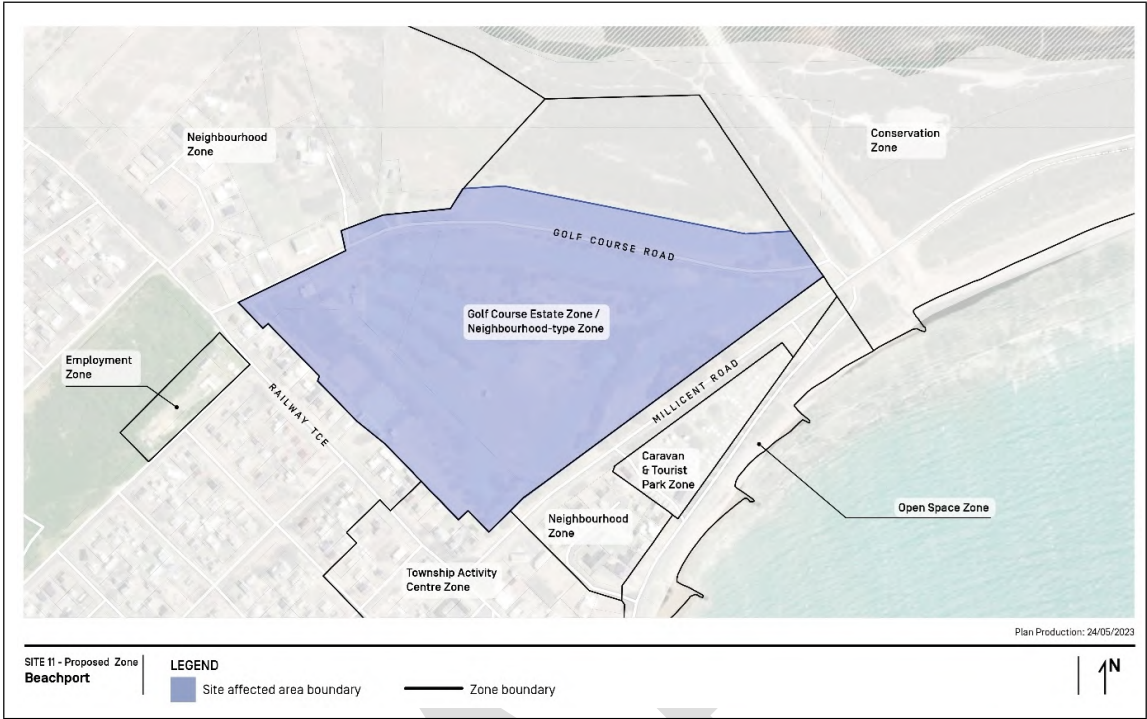 Neighbourhood
Zone
Conservation
Zone
GOLF COURSE ROAD
Golf Course Estate Zone /
Neighbourhood-type Zone
Employment
Zone
RAILWAY TCE
MILLICENT ROAD
Caravan
& Tourist
Park Zone
Open Space Zone
Neighbourhood
Zone
Township Activity
Centre Zone
Plan Production: 24/05/2023
SITE 11 - Proposed Zone
Beachport
LEGEND
Site affected area boundary
Zone boundary
N